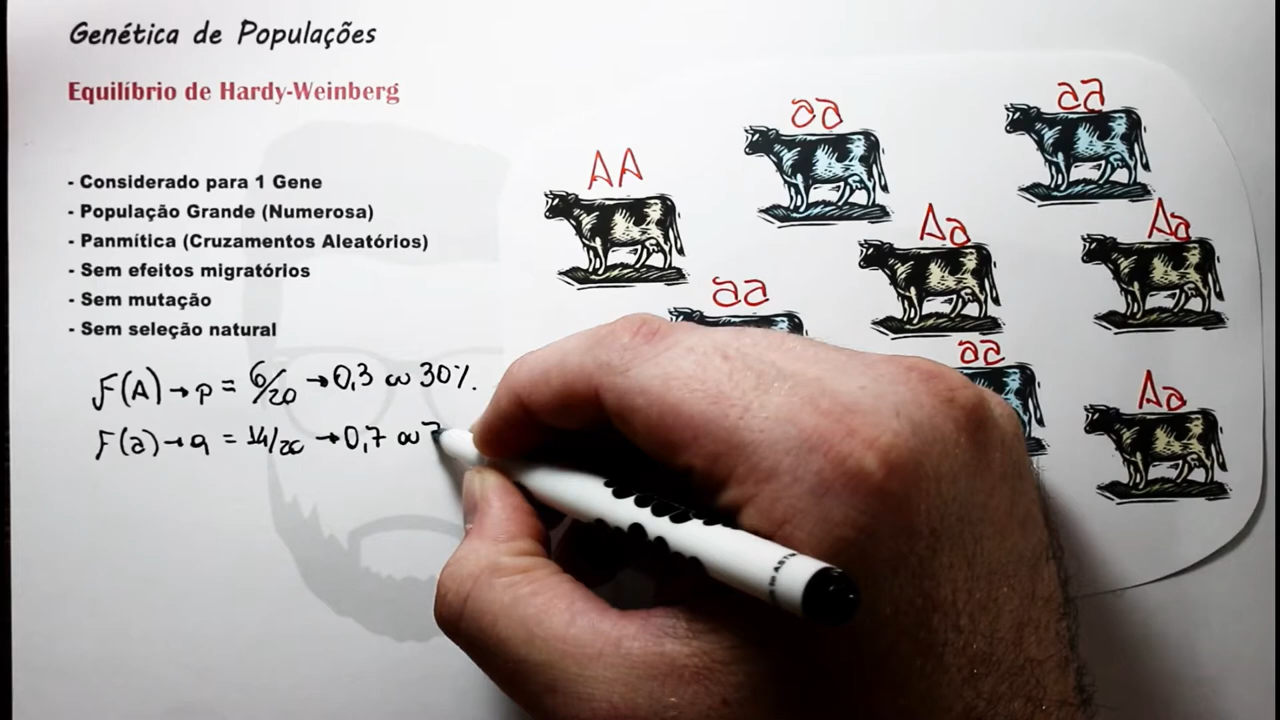 Genética de Populações
Equilíbrio de Hardy-Weinberg
- Considerado para 1 Gene
- População Grande (Numerosa)
- Panmítica (Cruzamentos Aleatórios)
- Sem efeitos migratórios
- Sem mutação
- Sem seleção natural
F(A) → p = 6/20 → 0,3 ou 30%.
F(a) → q = 14/20 → 0,7 ou 7
aa
aa
AA
Aa
Aa
aa
aa
Aa